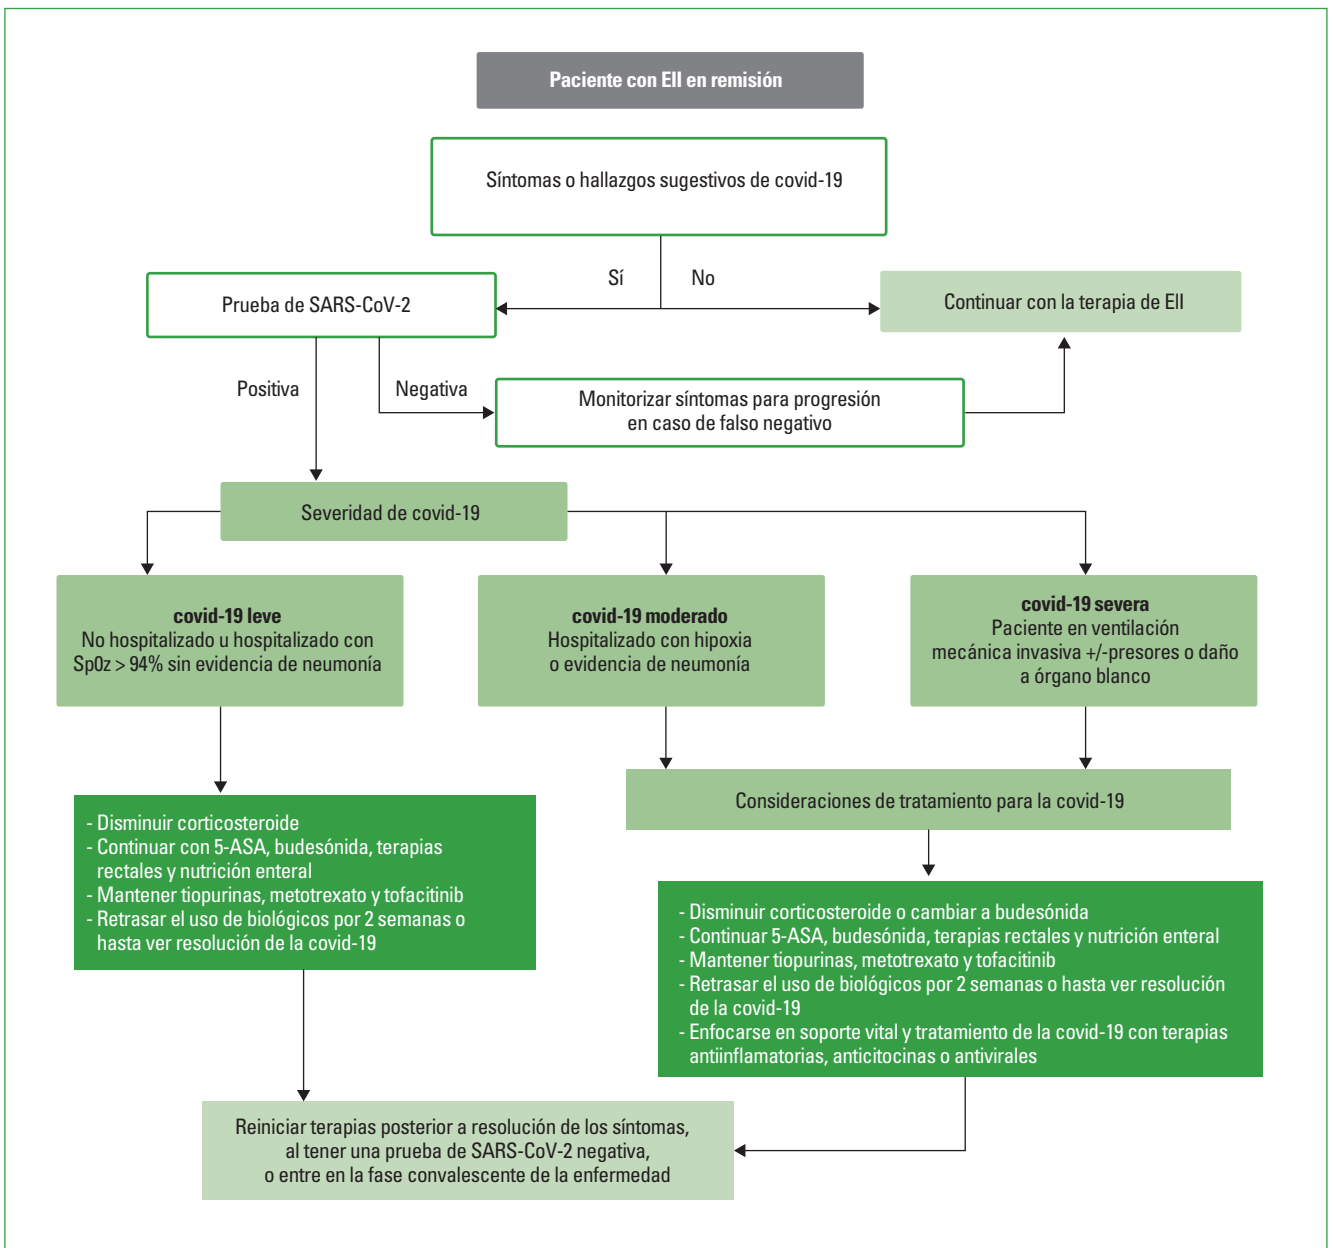 Paciente con EII en remisión
Síntomas o hallazgos sugestivos de covid-19
Sí
No
Prueba de SARS-CoV-2
Continuar con la terapia de EII
Positiva
Negativa
Monitorizar síntomas para progresión
en caso de falso negativo
Severidad de covid-19
covid-19 leve
No hospitalizado u hospitalizado con
Sp0z > 94% sin evidencia de neumonía
covid-19 moderado
Hospitalizado con hipoxia
o evidencia de neumonía
covid-19 severa
Paciente en ventilación
mecánica invasiva +/-presores o daño
a órgano blanco
Consideraciones de tratamiento para la covid-19
- Disminuir corticosteroide
- Continuar con 5-ASA, budesónida, terapias
rectales y nutrición enteral
- Mantener tiopurinas, metotrexato y tofacitinib
- Retrasar el uso de biológicos por 2 semanas o
hasta ver resolución de la covid-19
- Disminuir corticosteroide o cambiar a budesónida
- Continuar 5-ASA, budesónida, terapias rectales y nutrición enteral
- Mantener tiopurinas, metotrexato y tofacitinib
- Retrasar el uso de biológicos por 2 semanas o hasta ver resolución
de la covid-19
- Enfocarse en soporte vital y tratamiento de la covid-19 con terapias
antiinflamatorias, anticitocinas o antivirales
Reiniciar terapias posterior a resolución de los síntomas,
al tener una prueba de SARS-CoV-2 negativa,
o entre en la fase convalescente de la enfermedad